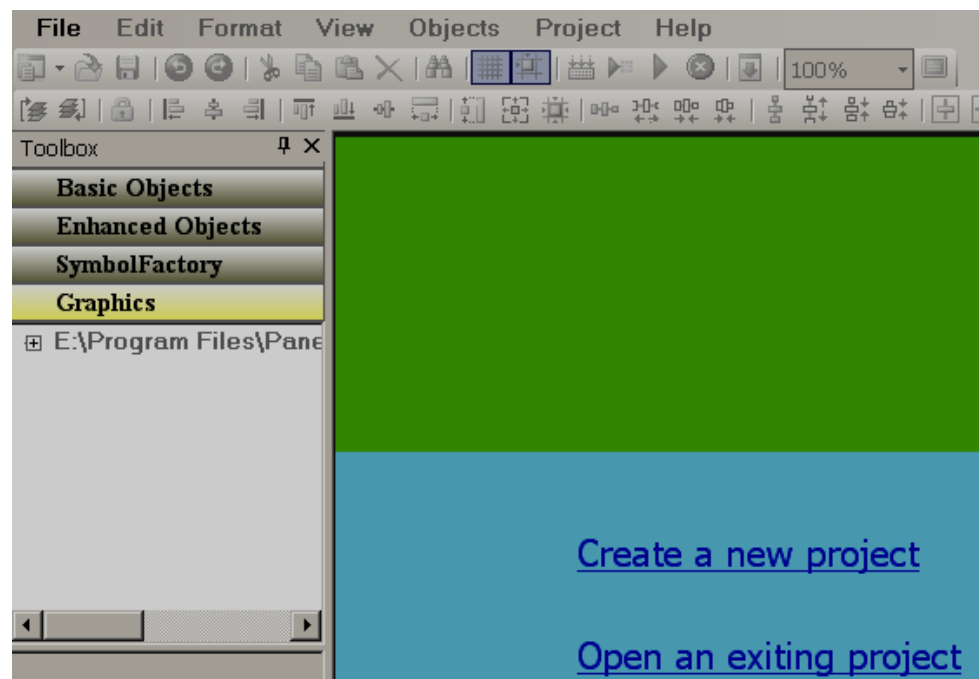 File Edit Format View Objects Project Help
100%
Toolbox
Basic Objects
Enhanced Objects
SymbolFactory
Graphics
E:\Program Files\Pane
Create a new project
Open an exiting project